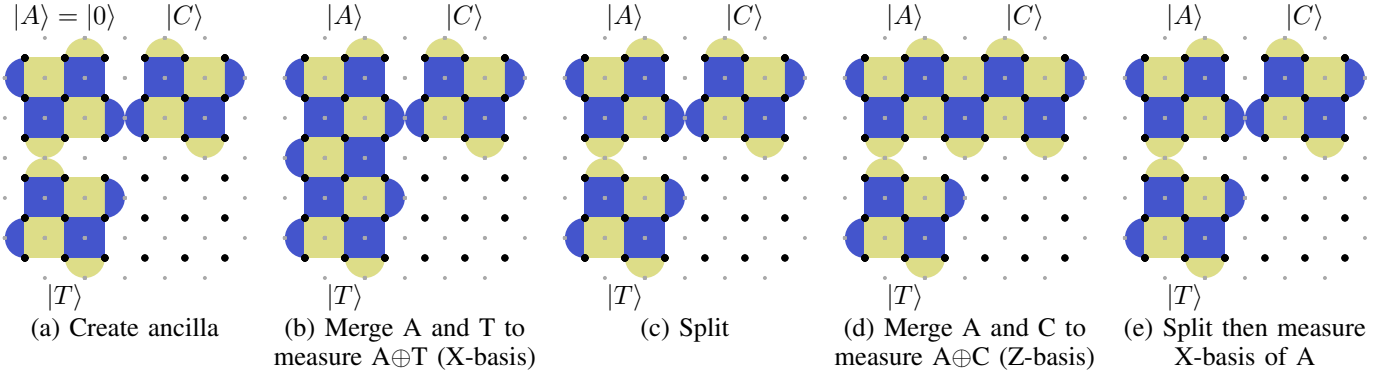 |A⟩ = |0⟩ |C⟩ |A⟩ |C⟩ |A⟩ |C⟩ |A⟩ |C⟩ |A⟩ |C⟩
|T⟩ |T⟩ |T⟩ |T⟩ |T⟩
(a) Create ancilla
(b) Merge A and T to
measure A⊕T (X-basis)
(c) Split
(d) Merge A and C to
measure A⊕C (Z-basis)
(e) Split then measure
X-basis of A